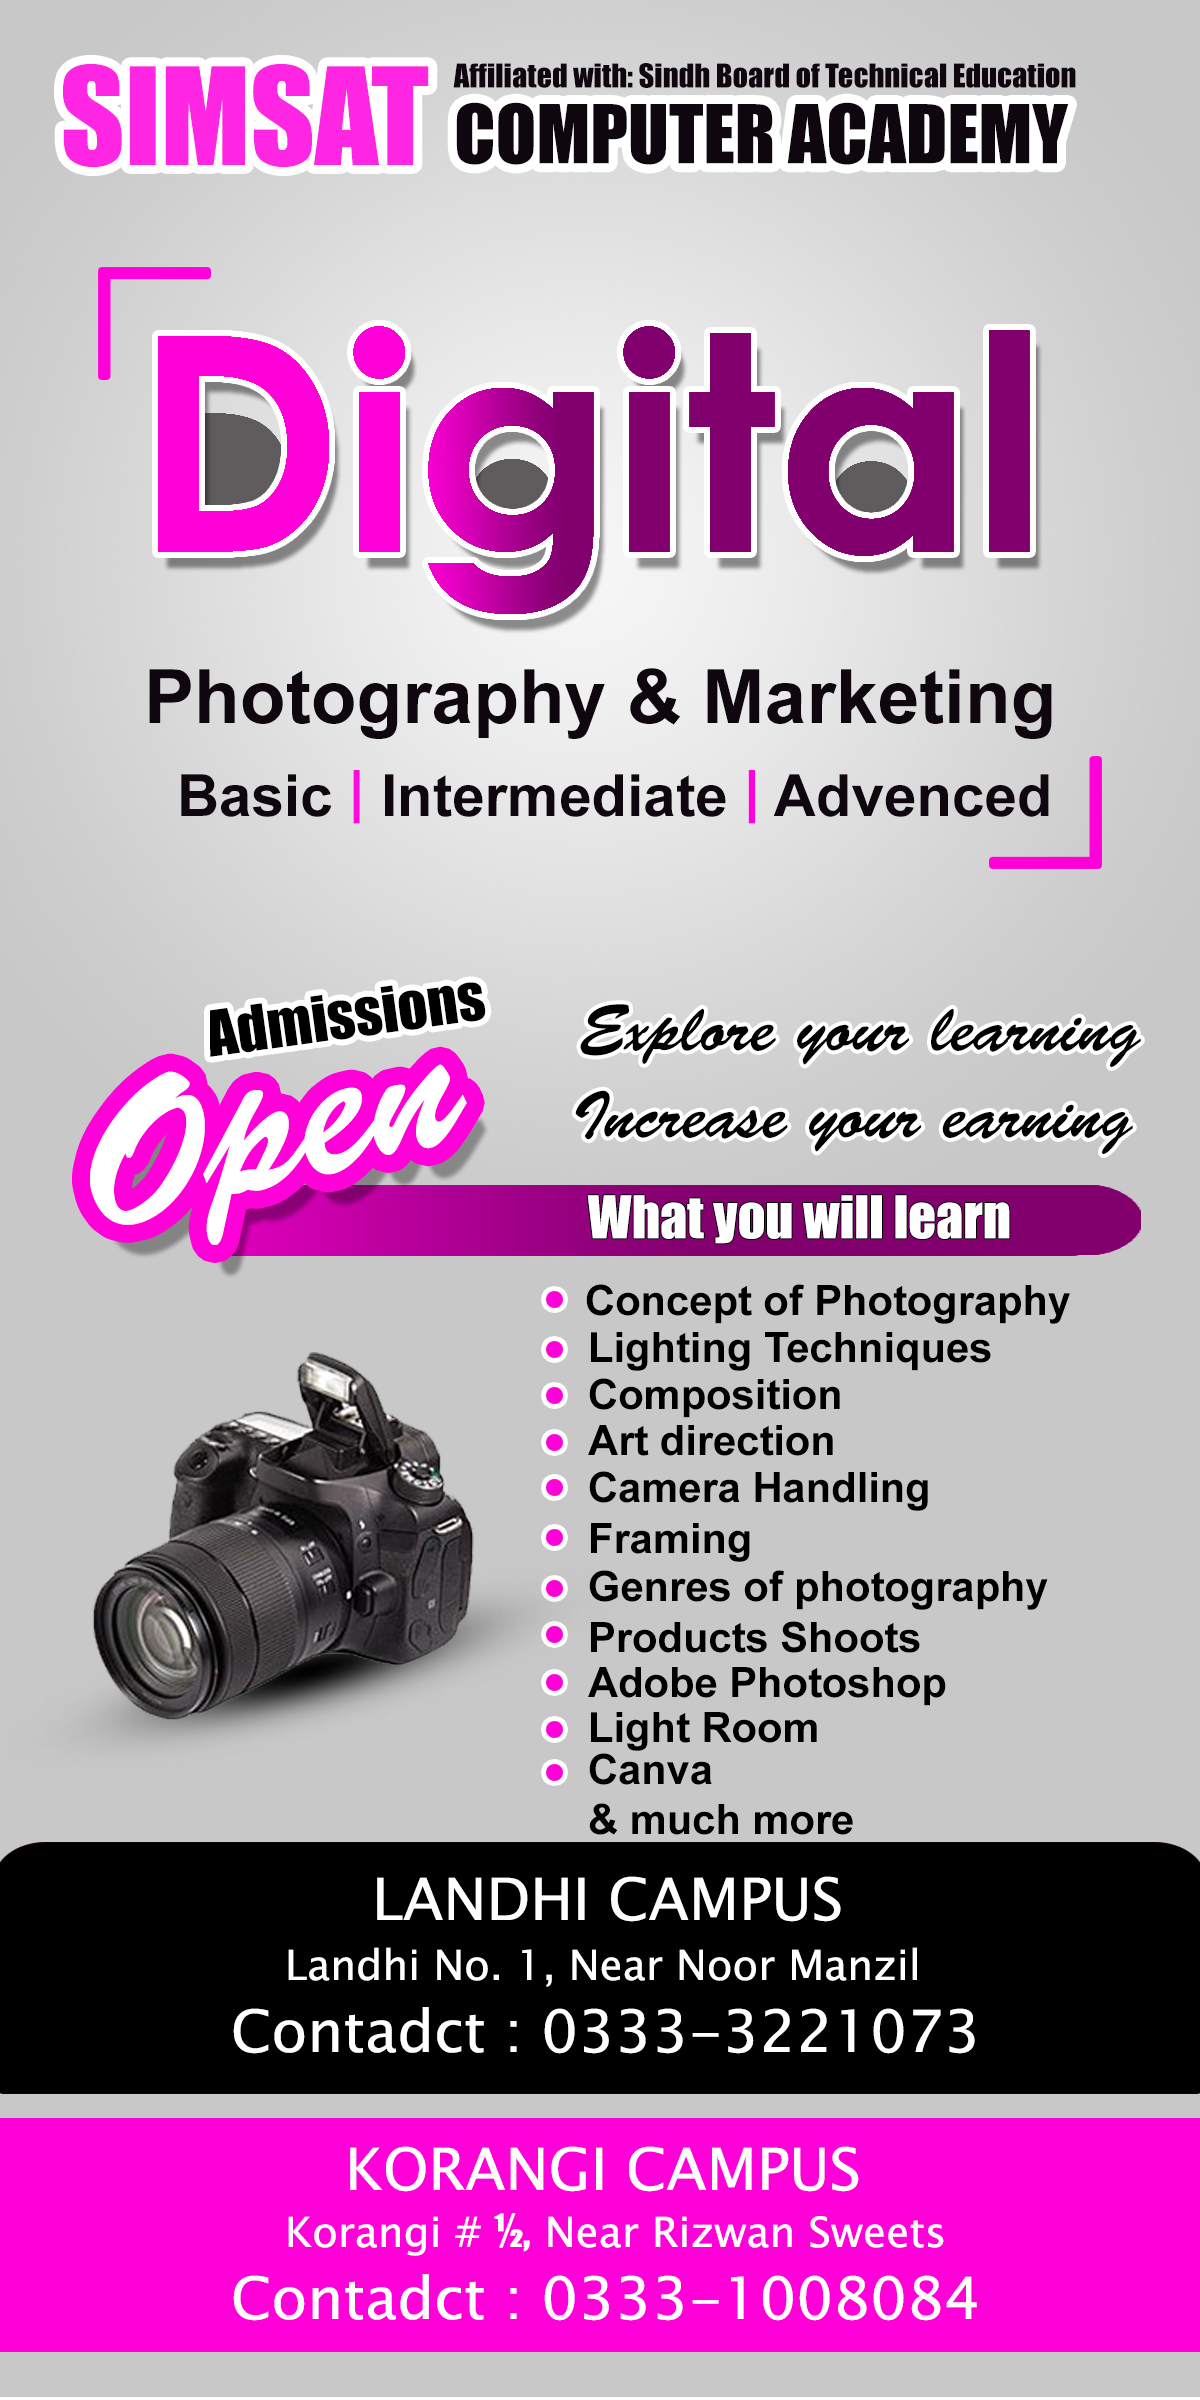 SIMSAT
Affiliated with: Sindh Board of Technical Education
COMPUTER ACADEMY
Digital
Photography & Marketing
Basic | Intermediate | Advenced
Admissions
Open
Explore your learning
Increase your earning
What you will learn
Concept of Photography
Lighting Techniques
Composition
Art direction
Camera Handling
Framing
Genres of photography
Products Shoots
Adobe Photoshop
Light Room
Canva
& much more
LANDHI CAMPUS
Landhi No. 1, Near Noor Manzil
Contadct : 0333-3221073
KORANGI CAMPUS
Korangi # ½, Near Rizwan Sweets
Contadct : 0333-1008084